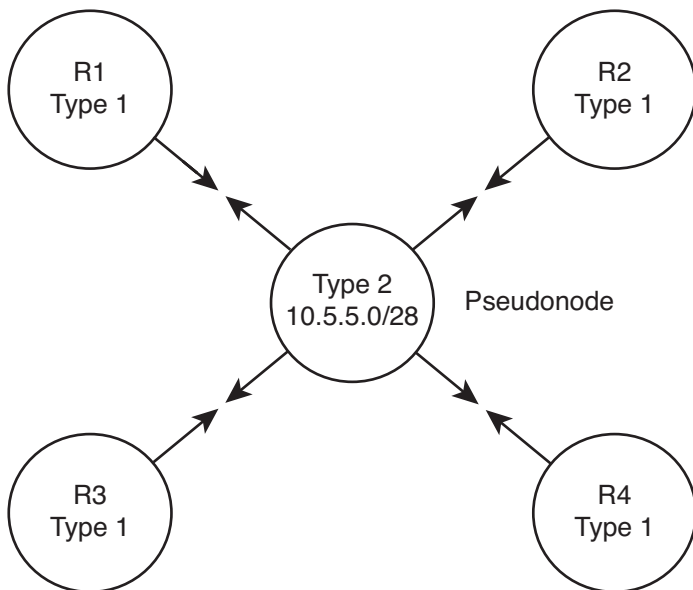 R1
Type 1
R2
Type 1
Type 2
10.5.5.0/28
Pseudonode
R3
Type 1
R4
Type 1